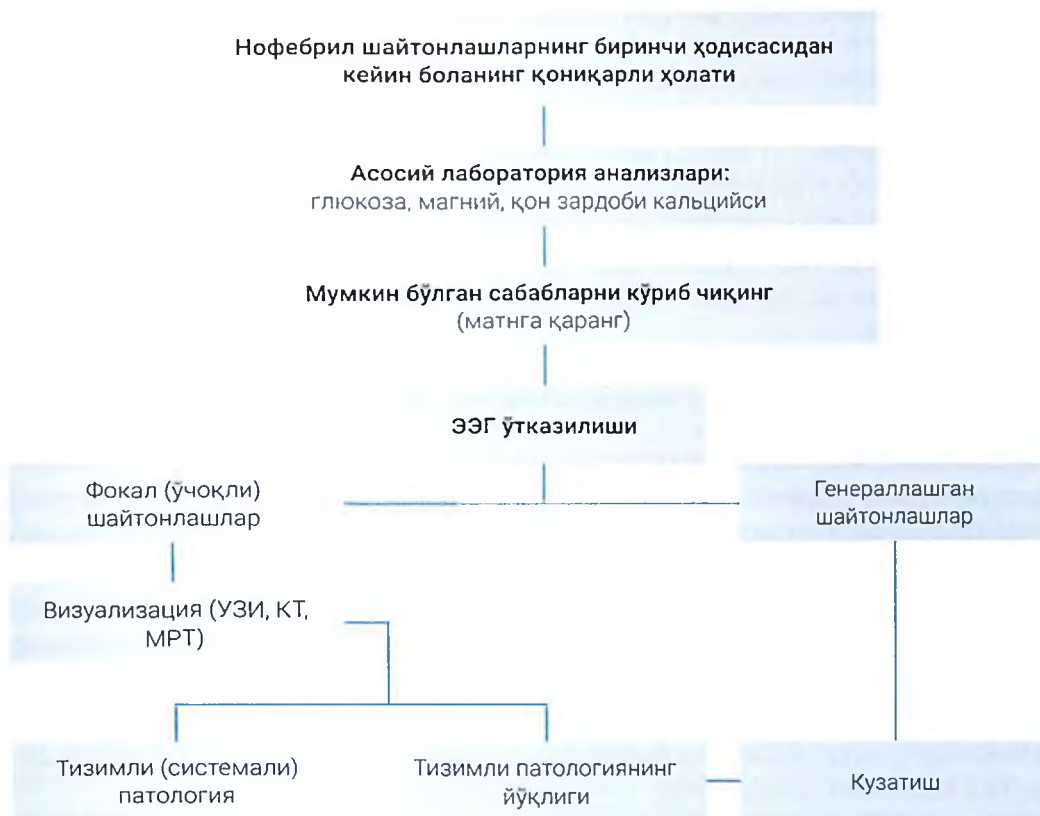 Нофебрил шайтонлашларнинг биринчи ҳодисасидан
кейин боланинг қониқарли ҳолати
Асосий лаборатория анализлари:
глюкоза, магний, қон зардоби кальцийси
Мумкин бўлган сабабларни кўриб чиқинг
(матнга қаранг)
ЭЭГ ўтказилиши
Фокал (ўчоқли)
шайтонлашлар
Генераллашган
шайтонлашлар
Визуализация (УЗИ, КТ,
МРТ)
Тизимли (системали)
патология
Тизимли патологиянинг
йўқлиги
Кузатиш